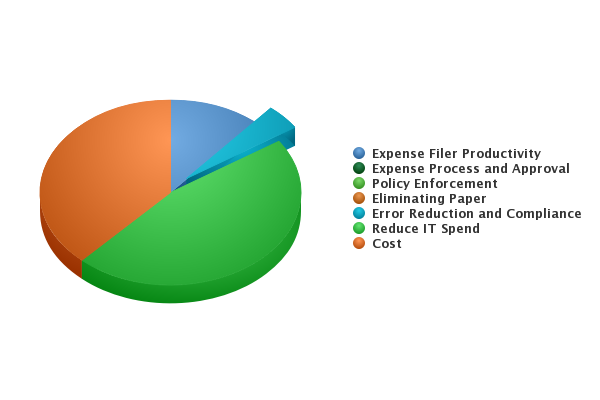 Expense Filer Productivity
Expense Process and Approval
Policy Enforcement
Eliminating Paper
Error Reduction and Compliance
Reduce IT Spend
Cost